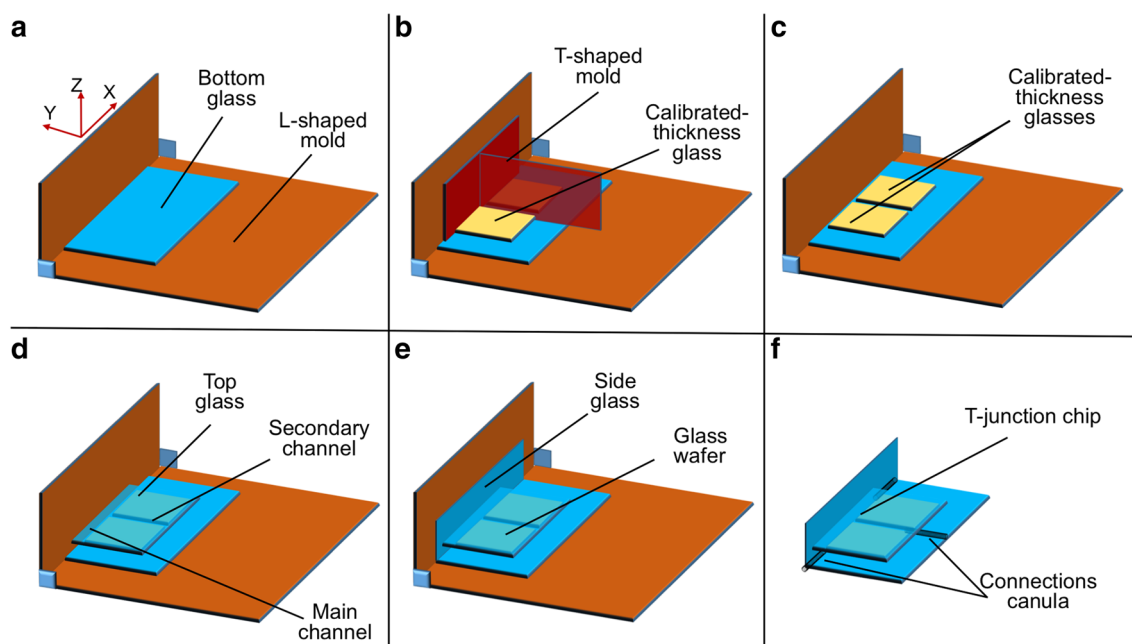 a
Z
X
Y
Bottom
glass
L-shaped
mold
b
T-shaped
mold
Calibrated-
thickness
glass
c
Calibrated-
thickness
glasses
d
Top
glass
Secondary
channel
Main
channel
e
Side
glass
Glass
wafer
f
T-junction chip
Connections
canula